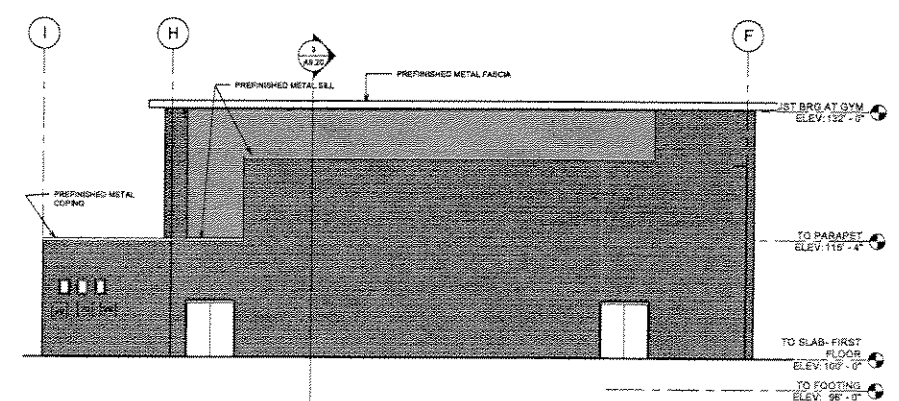 I
H
F
3
A9.20
PREFINISHED METAL FASCIA
PREFINISHED METAL SILL
JST BRG AT GYM
ELEV: 132' - 0"
PREFINISHED METAL
COPING
TO PARAPET
ELEV: 116' - 4"
TO SLAB- FIRST
FLOOR
ELEV: 100' - 0"
TO FOOTING
ELEV: 96' - 0"